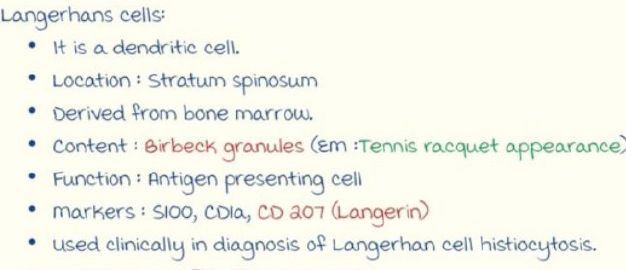 Langerhans cells:
• It is a dendritic cell.
• Location : Stratum spinosum
• Derived from bone marrow.
• Content : Birbeck granules (Em :Tennis racquet appearance)
• Function : Antigen presenting cell
• markers : S100, CD1a, CD 207 (Langerin)
• used clinically in diagnosis of Langerhan cell histiocytosis.